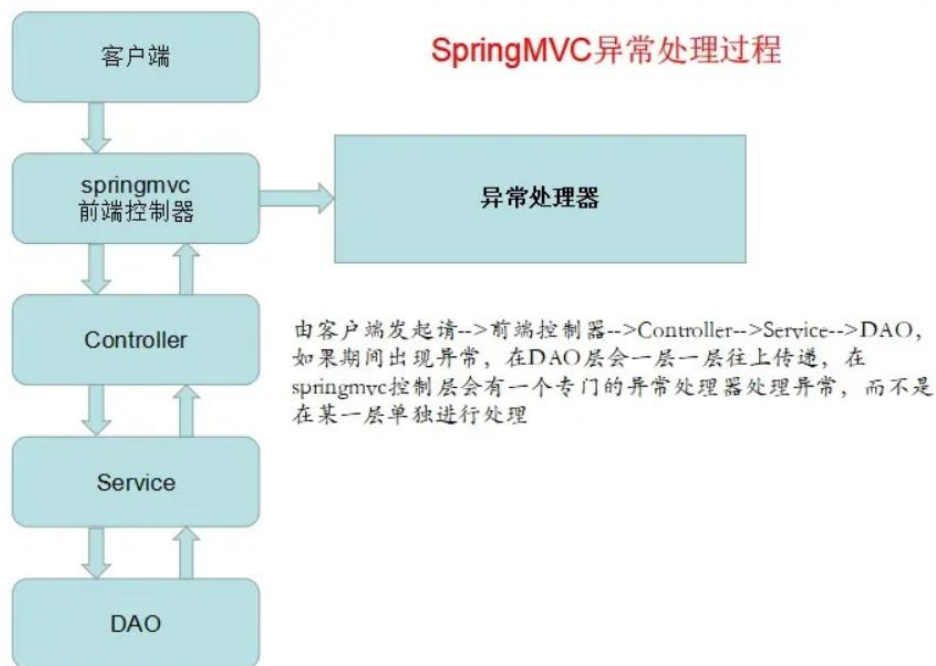 SpringMVC异常处理过程
客户端
springmvc
前端控制器
异常处理器
Controller
由客户端发起请-->前端控制器-->Controller-->Service-->DAO，
如果期间出现异常，在DAO层会一层一层往上传递，在
springmvc控制层会有一个专门的异常处理器处理异常，而不是
在某一层单独进行处理
Service
DAO